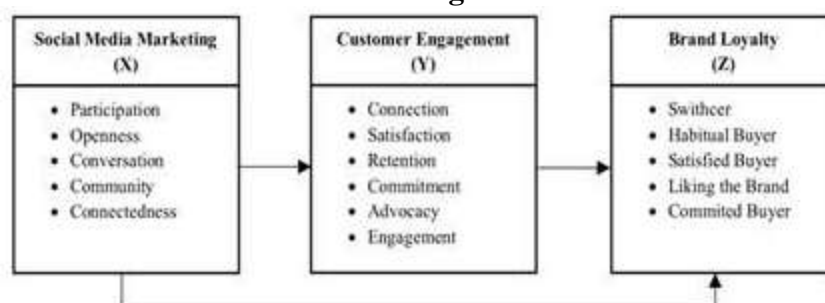 Social Media Marketing
(X)
• Participation
• Openness
• Conversation
• Community
• Connectedness
Customer Engagement
(Y)
• Connection
• Satisfaction
• Retention
• Commitment
• Advocacy
• Engagement
Brand Loyalty
(Z)
• Swithcer
• Habitual Buyer
• Satisfied Buyer
• Liking the Brand
• Commited Buyer